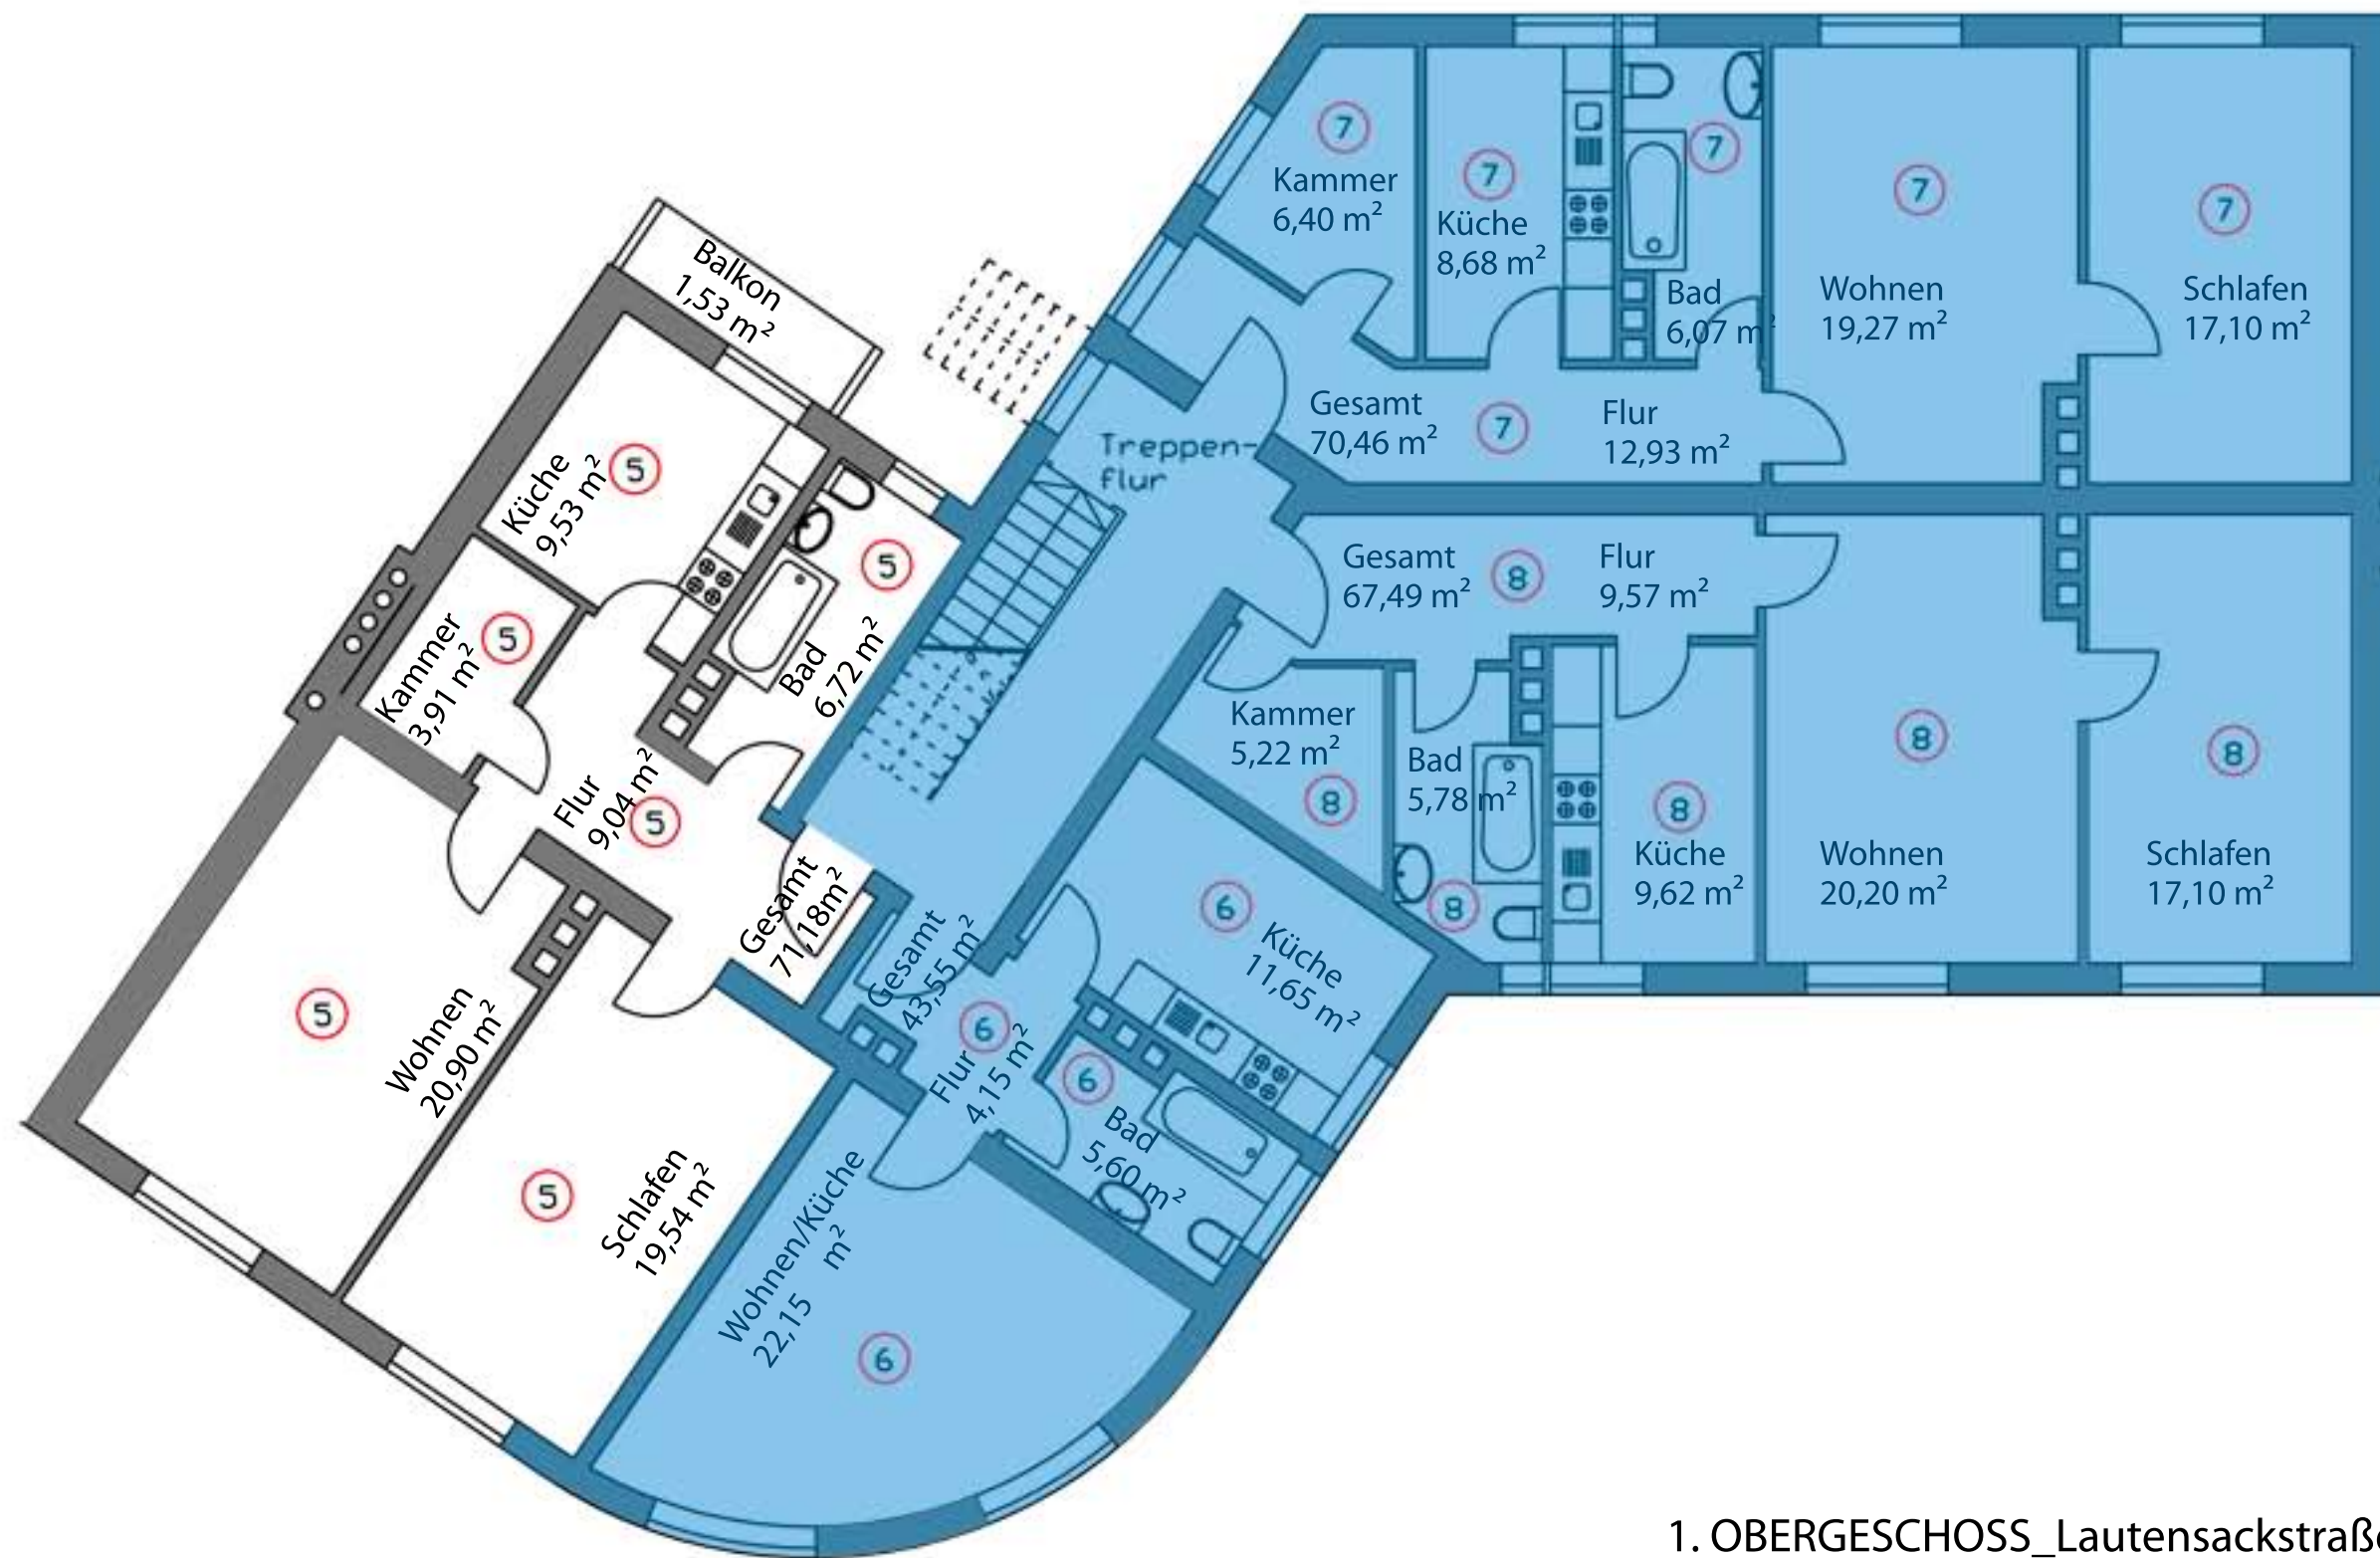 Balkon
1,53 m²
5
Küche
9,53 m²
5
Kammer
3,91 m²
5
Bad
6,72 m²
5
Flur
9,04 m²
5
Gesamt
71,18m²
5
Wohnen
20,90 m²
5
Schlafen
19,54 m²
Treppen-
flur
7
Kammer
6,40 m²
7
Küche
8,68 m²
7
Bad
6,07 m²
7
Wohnen
19,27 m²
7
Schlafen
17,10 m²
Gesamt
70,46 m²
7
Flur
12,93 m²
Gesamt
67,49 m²
8
Flur
9,57 m²
Kammer
5,22 m²
8
Bad
5,78 m²
8
8
Küche
9,62 m²
8
Wohnen
20,20 m²
8
Schlafen
17,10 m²
6
Küche
11,65 m²
Gesamt
43,55 m²
6
Flur
4,15 m²
6
Bad
5,60 m²
Wohnen/Küche
22,15 m²
6
1. OBERGESCHOSS_Lautensackstraße